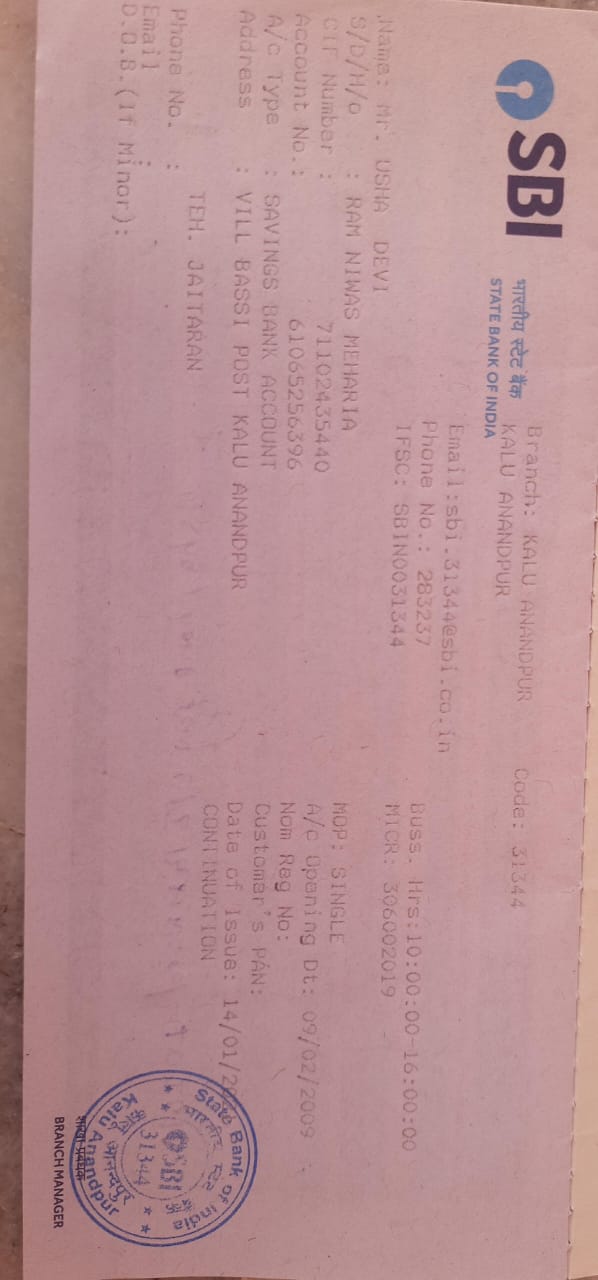 SBI
भारतीय स्टेट बैंक
STATE BANK OF INDIA
Branch: KALU ANANDPUR Code: 31344
KALU ANANDPUR
Email:sbi.31344@sbi.co.in
Phone No.: 283237 Buss. Hrs:10:00:00-16:00:00
IFSC: SBIN0031344 MICR: 306002019
Name: Mr. USHA DEVI
S/D/H/o : RAM NIWAS MEHARIA MOP: SINGLE
CIF Number : 71102435440 A/c Opening Dt: 09/02/2009
Account No.: 61065256396 Nom Reg No:
A/c Type : SAVINGS BANK ACCOUNT Customer's PAN:
Address : VILL BASSI POST KALU ANANDPUR Date of Issue: 14/01/2
CONTINUATION
TEH. JAITARAN
Phone No. :
Email :
D.O.B.(If Minor):
State Bank of India
SBI
31344
Kalu Anandpur
शाखा प्रबंधक
BRANCH MANAGER